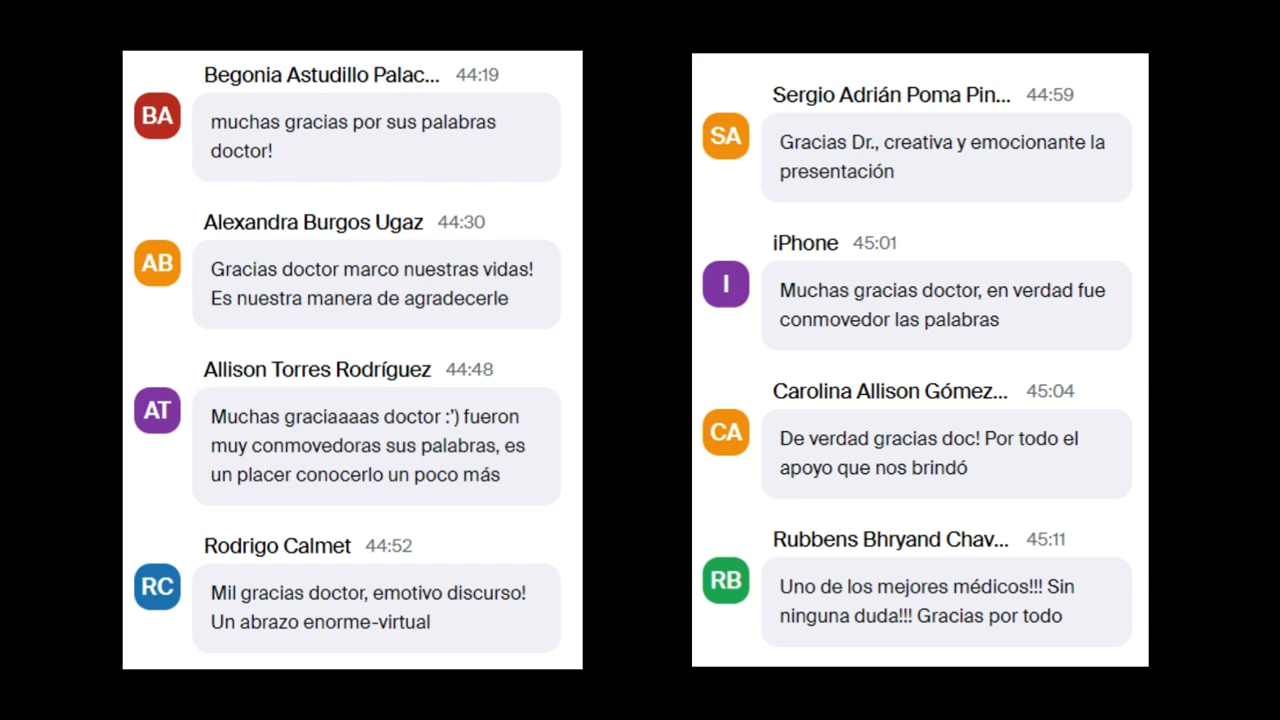 Begonia Astudillo Palac... 44:19
BA
muchas gracias por sus palabras
doctor!
Alexandra Burgos Ugaz 44:30
AB
Gracias doctor marco nuestras vidas!
Es nuestra manera de agradecerle
Allison Torres Rodríguez 44:48
AT
Muchas graciaaaas doctor :') fueron
muy conmovedoras sus palabras, es
un placer conocerlo un poco más
Rodrigo Calmet 44:52
RC
Mil gracias doctor, emotivo discurso!
Un abrazo enorme-virtual
Sergio Adrián Poma Pin... 44:59
SA
Gracias Dr., creativa y emocionante la
presentación
iPhone 45:01
I
Muchas gracias doctor, en verdad fue
conmovedor las palabras
Carolina Allison Gómez... 45:04
CA
De verdad gracias doc! Por todo el
apoyo que nos brindó
Rubbens Bhryand Chav... 45:11
RB
Uno de los mejores médicos!!! Sin
ninguna duda!!! Gracias por todo